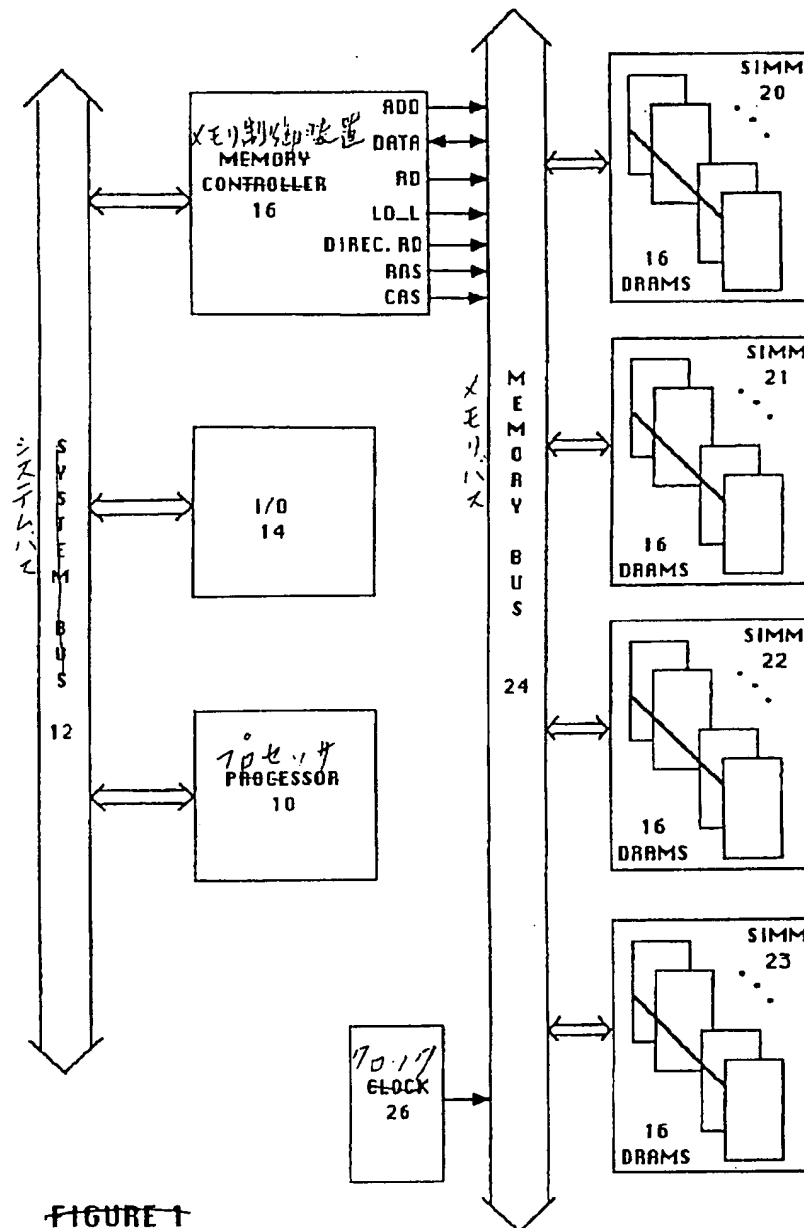 メモリ制御装置
MEMORY
CONTROLLER
16
ADD
DATA
RD
LD_L
DIREC.RD
RAS
CAS
I/O
14
プロセッサ
PROCESSOR
10
システムバス
SYSTEM BUS
12
メモリバス
MEMORY BUS
24
クロック
CLOCK
26
SIMM
20
16
DRAMS
SIMM
21
16
DRAMS
SIMM
22
16
DRAMS
SIMM
23
16
DRAMS
FIGURE 1